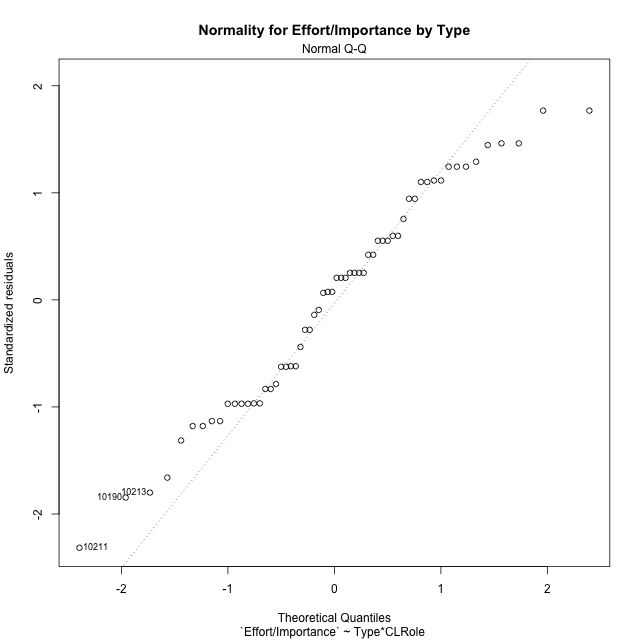 Normality for Effort/Importance by Type
Normal Q-Q
2
1
0
-1
-2
Standardized residuals
10213
10190
10211
-2 -1 0 1 2
Theoretical Quantiles
`Effort/Importance` ~ Type*CLRole